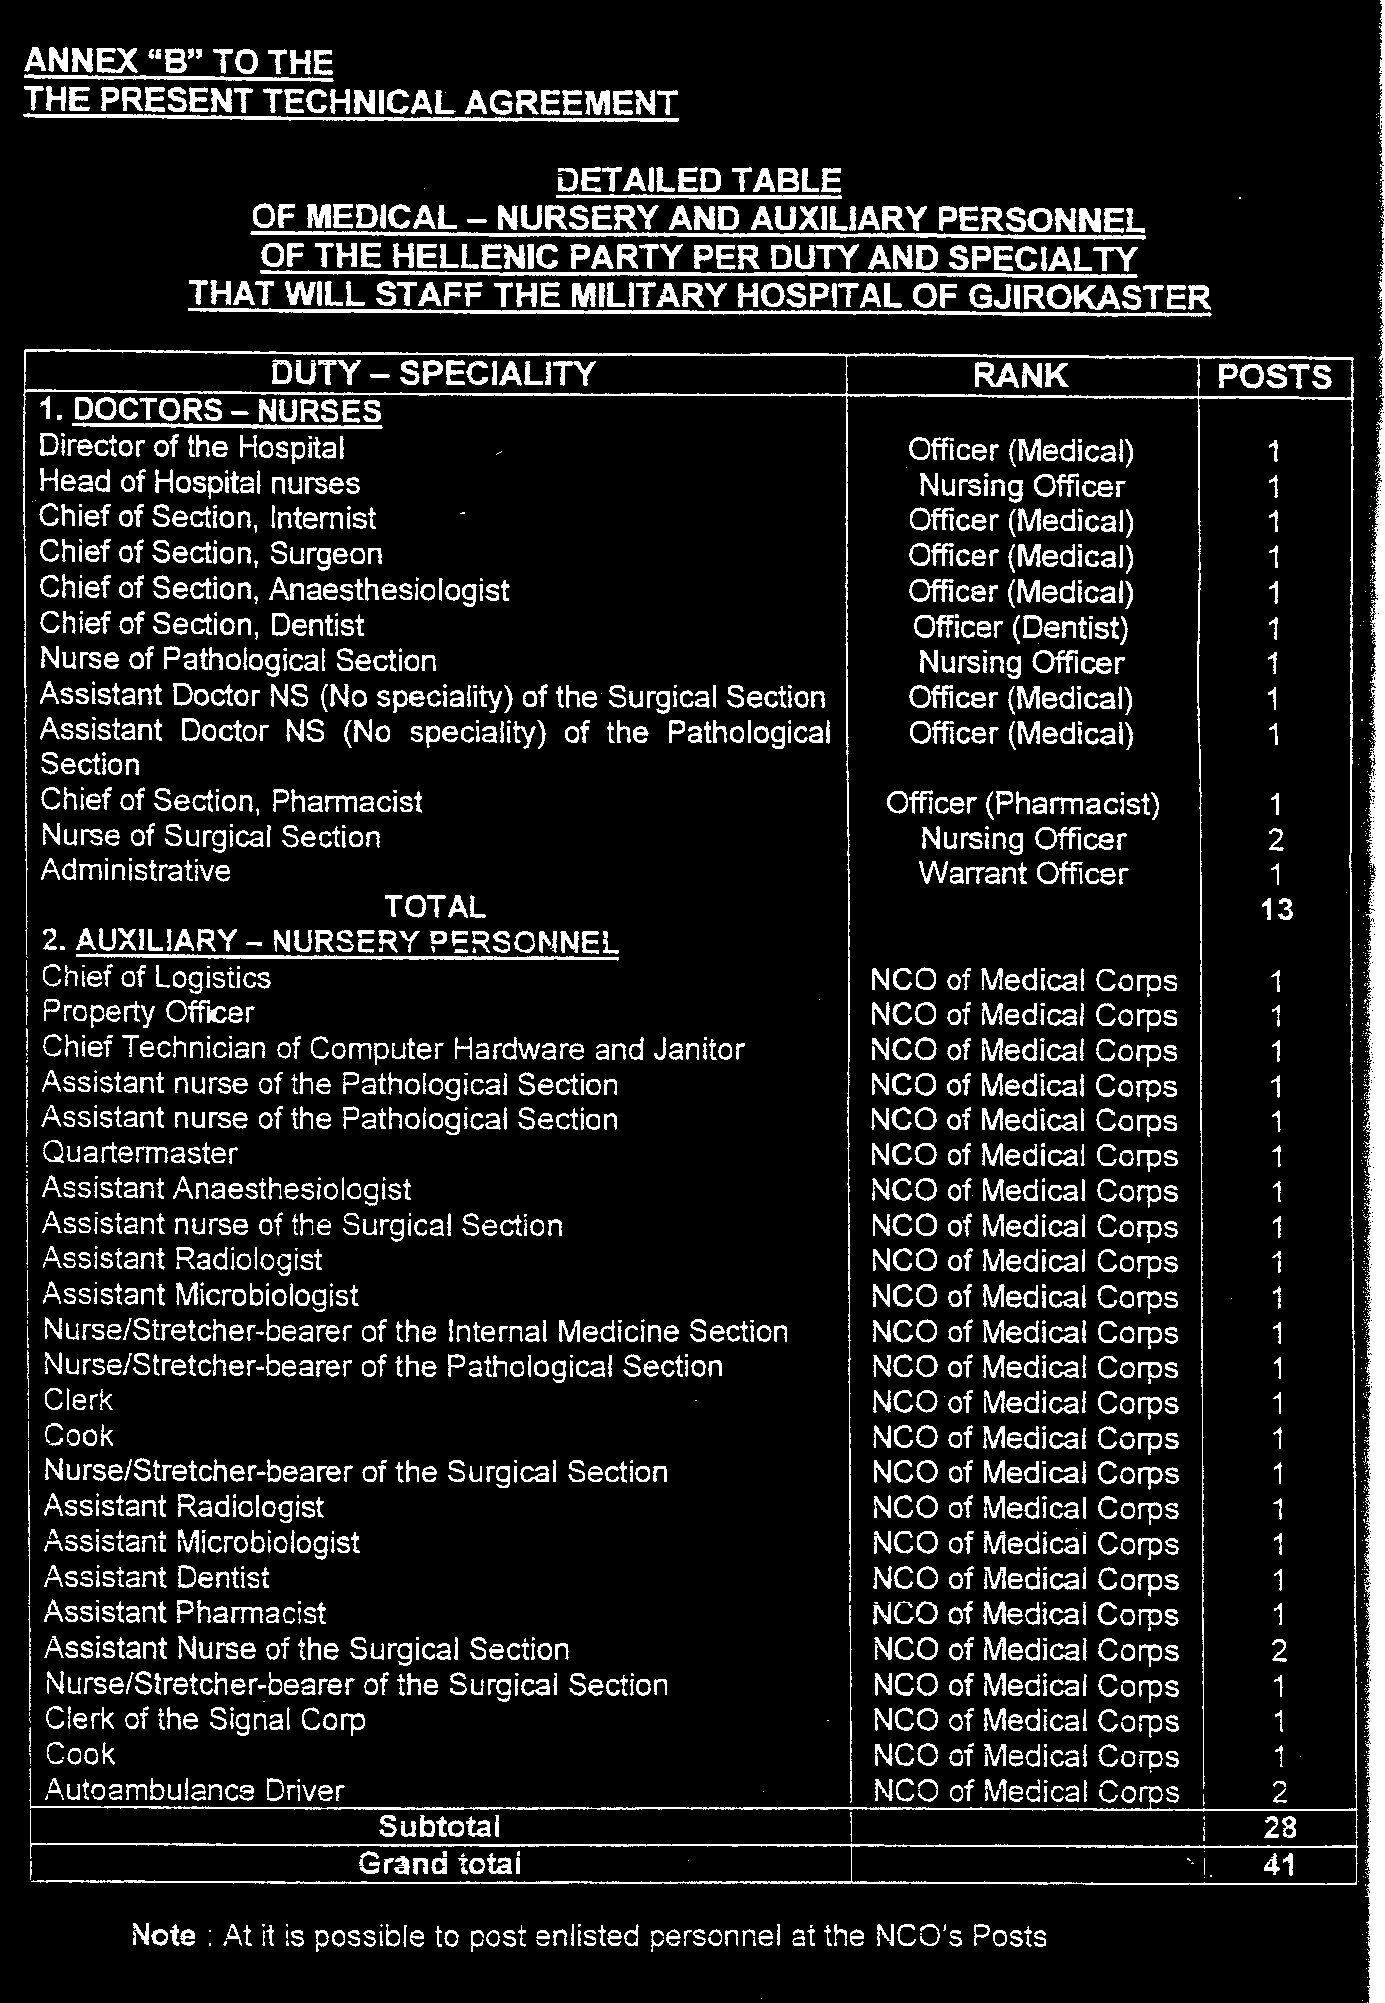 ANNEX “B” TO THE
THE PRESENT TECHNICAL AGREEMENT
DETAILED TABLE
OF MEDICAL – NURSERY AND AUXILIARY PERSONNEL
OF THE HELLENIC PARTY PER DUTY AND SPECIALTY
THAT WILL STAFF THE MILITARY HOSPITAL OF GJIROKASTER
DUTY – SPECIALITY RANK POSTS
1. DOCTORS – NURSES
Director of the Hospital Officer (Medical) 1
Head of Hospital nurses Nursing Officer 1
Chief of Section, Internist Officer (Medical) 1
Chief of Section, Surgeon Officer (Medical) 1
Chief of Section, Anaesthesiologist Officer (Medical) 1
Chief of Section, Dentist Officer (Dentist) 1
Nurse of Pathological Section Nursing Officer 1
Assistant Doctor NS (No speciality) of the Surgical Section Officer (Medical) 1
Assistant Doctor NS (No speciality) of the Pathological Officer (Medical) 1
Section
Chief of Section, Pharmacist Officer (Pharmacist) 1
Nurse of Surgical Section Nursing Officer 2
Administrative Warrant Officer 1
TOTAL 13
2. AUXILIARY – NURSERY PERSONNEL
Chief of Logistics NCO of Medical Corps 1
Property Officer NCO of Medical Corps 1
Chief Technician of Computer Hardware and Janitor NCO of Medical Corps 1
Assistant nurse of the Pathological Section NCO of Medical Corps 1
Assistant nurse of the Pathological Section NCO of Medical Corps 1
Quartermaster NCO of Medical Corps 1
Assistant Anaesthesiologist NCO of Medical Corps 1
Assistant nurse of the Surgical Section NCO of Medical Corps 1
Assistant Radiologist NCO of Medical Corps 1
Assistant Microbiologist NCO of Medical Corps 1
Nurse/Stretcher-bearer of the Internal Medicine Section NCO of Medical Corps 1
Nurse/Stretcher-bearer of the Pathological Section NCO of Medical Corps 1
Clerk NCO of Medical Corps 1
Cook NCO of Medical Corps 1
Nurse/Stretcher-bearer of the Surgical Section NCO of Medical Corps 1
Assistant Radiologist NCO of Medical Corps 1
Assistant Microbiologist NCO of Medical Corps 1
Assistant Dentist NCO of Medical Corps 1
Assistant Pharmacist NCO of Medical Corps 1
Assistant Nurse of the Surgical Section NCO of Medical Corps 2
Nurse/Stretcher-bearer of the Surgical Section NCO of Medical Corps 1
Clerk of the Signal Corp NCO of Medical Corps 1
Cook NCO of Medical Corps 1
Autoambulance Driver NCO of Medical Corps 2
Subtotal 28
Grand total 41
Note : At it is possible to post enlisted personnel at the NCO's Posts